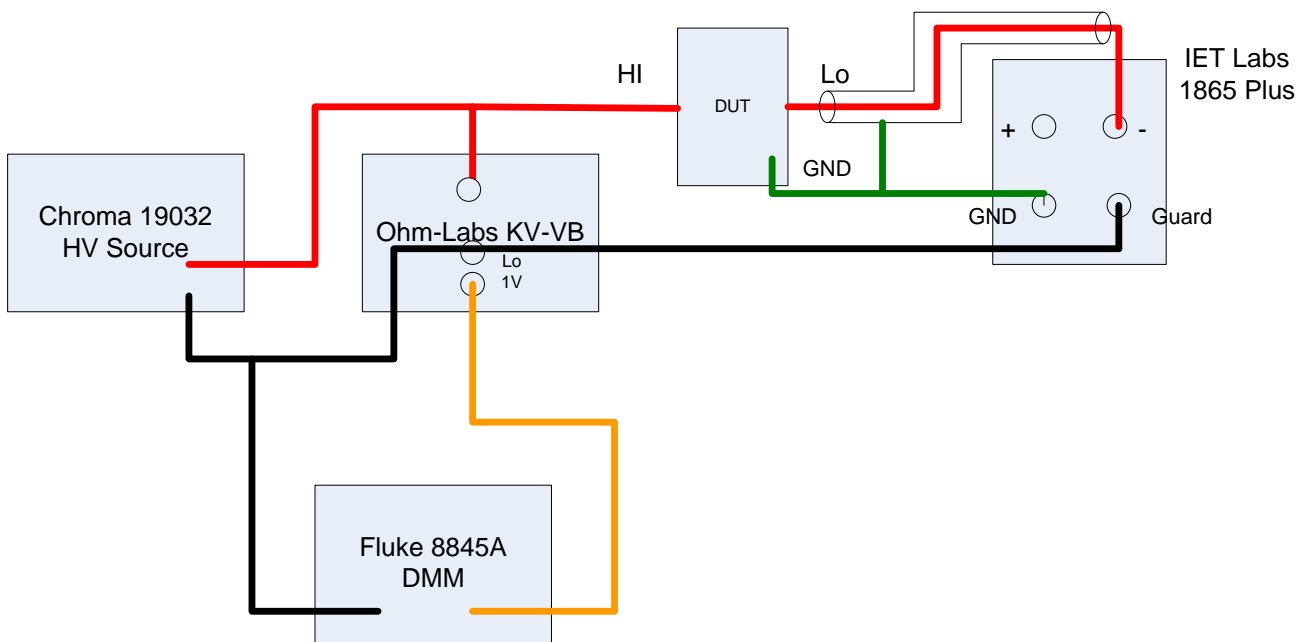 HI
Lo
IET Labs
1865 Plus
DUT
+
-
GND
GND
Guard
Chroma 19032
HV Source
Ohm-Labs KV-VB
Lo
1V
Fluke 8845A
DMM